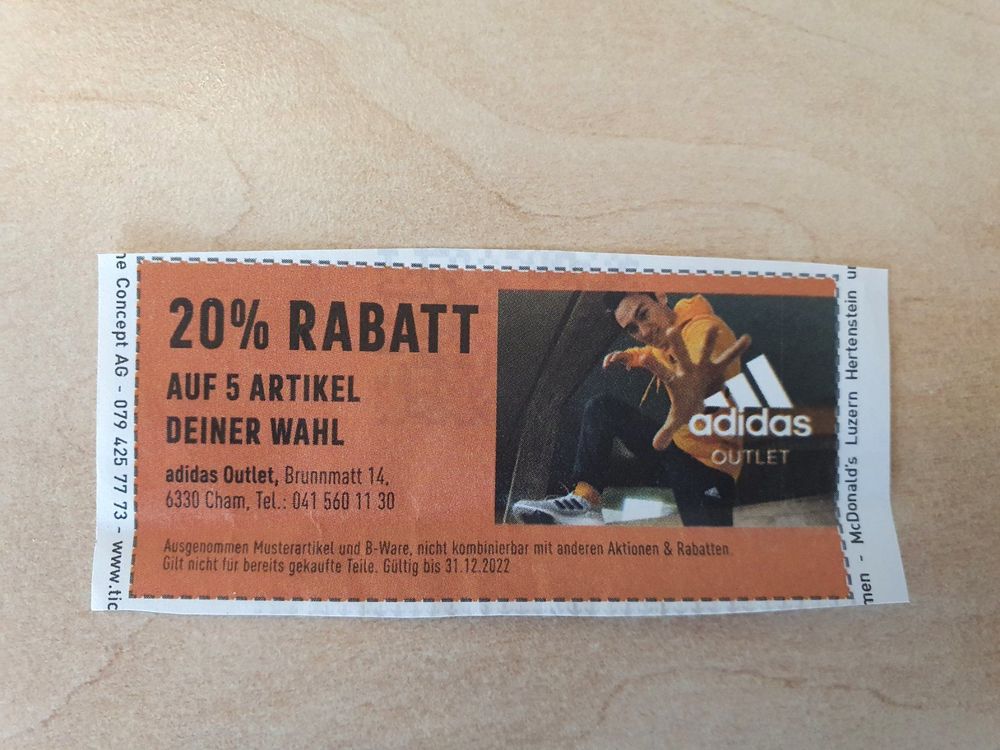 20% RABATT
AUF 5 ARTIKEL
DEINER WAHL
adidas Outlet, Brunnmatt 14,
6330 Cham, Tel.: 041 560 11 30
Ausgenommen Musterartikel und B-Ware, nicht kombinierbar mit anderen Aktionen & Rabatten.
Gilt nicht für bereits gekaufte Teile. Gültig bis 31.12.2022
adidas
OUTLET
Concept AG - 079 425 77 73 - www.tic
men - McDonald's Luzern Hertenstein